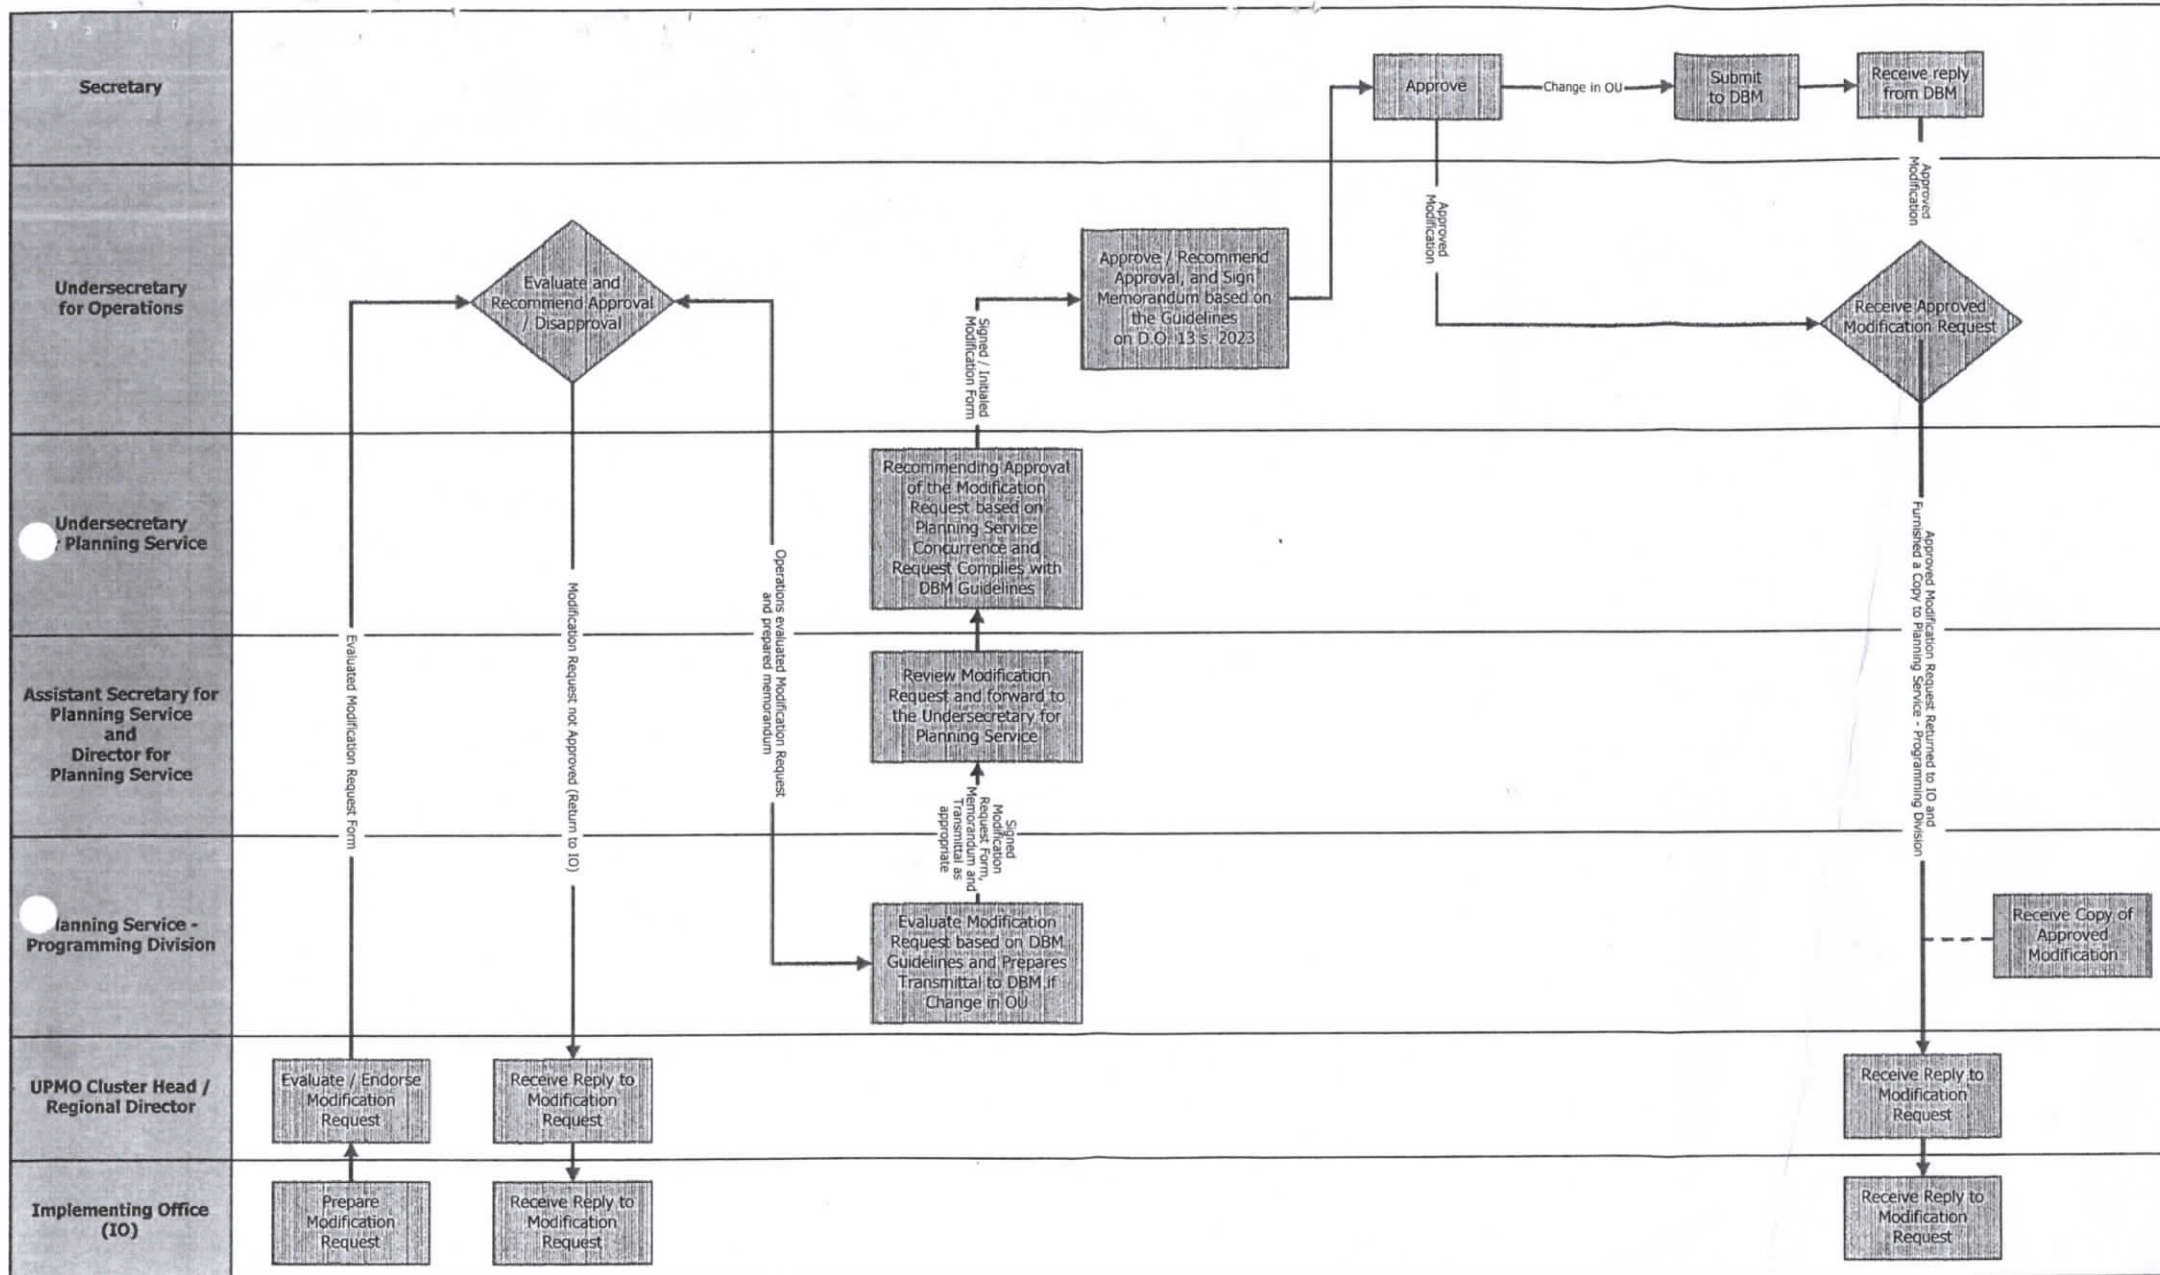 Secretary
Approve
Change in OU
Submit
to DBM
Receive reply
from DBM
Approved
Modification
Approved
Modification
Undersecretary
for Operations
Evaluate and
Recommend Approval
/ Disapproval
Signed / Initialed
Modification Form
Approve / Recommend
Approval, and Sign
Memorandum based on
the Guidelines
on D.O. 13 s. 2023
Receive Approved
Modification Request
Undersecretary
Planning Service
Recommending Approval
of the Modification
Request based on
Planning Service
Concurrence and
Request Complies with
DBM Guidelines
Evaluated Modification Request Form
Modification Request not Approved (Return to IO)
Operations evaluated Modification Request
and prepared memorandum
Approved Modification Request Returned to IO and
Furnished a Copy to Planning Service - Programming Division
Assistant Secretary for
Planning Service
and
Director for
Planning Service
Review Modification
Request and forward to
the Undersecretary for
Planning Service
Signed
Modification
Request Form,
Memorandum and
Transmittal as
appropriate
lanning Service -
Programming Division
Evaluate Modification
Request based on DBM
Guidelines and Prepares
Transmittal to DBM if
Change in OU
Receive Copy of
Approved
Modification
UPMO Cluster Head /
Regional Director
Evaluate / Endorse
Modification
Request
Receive Reply to
Modification
Request
Receive Reply to
Modification
Request
Implementing Office
(IO)
Prepare
Modification
Request
Receive Reply to
Modification
Request
Receive Reply to
Modification
Request